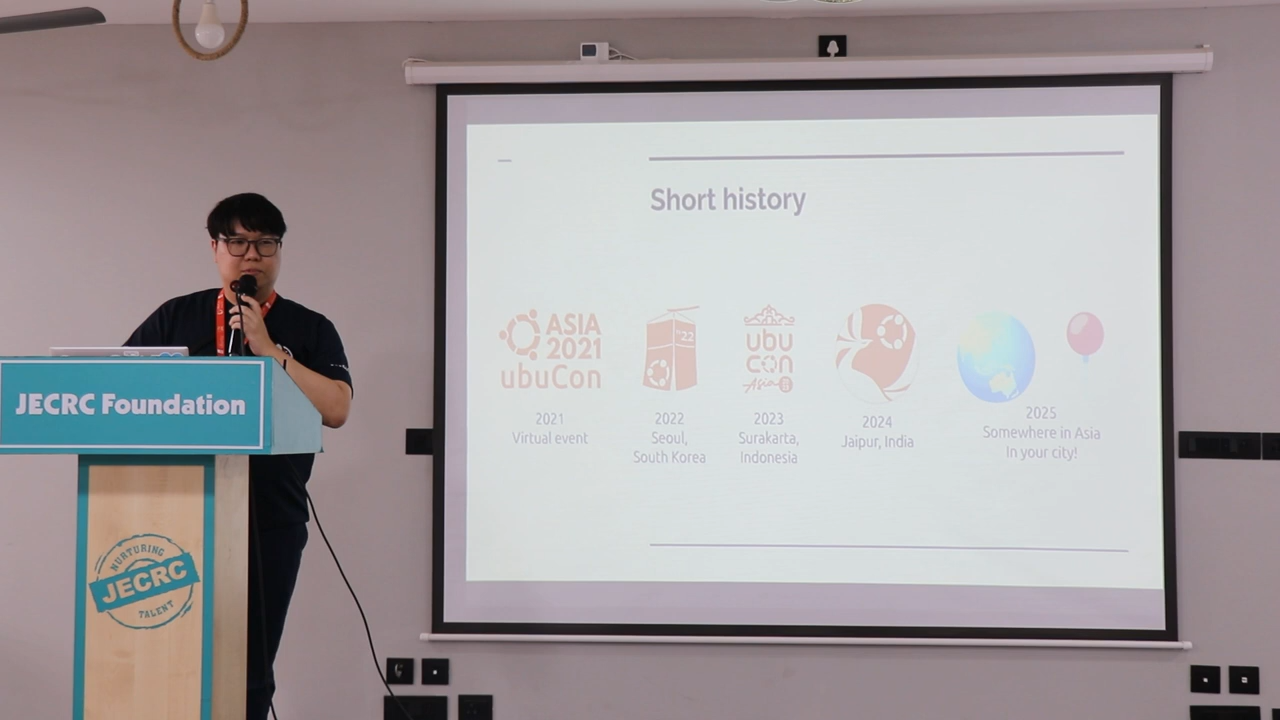 Short history
ASIA
2021
ubuCon
2021
Virtual event
'22
2022
Seoul,
South Korea
ubu
con
Asia
2023
Surakarta,
Indonesia
2024
Jaipur, India
2025
Somewhere in Asia
In your city!
JECRC Foundation
NURTURING
JECRC
TALENT